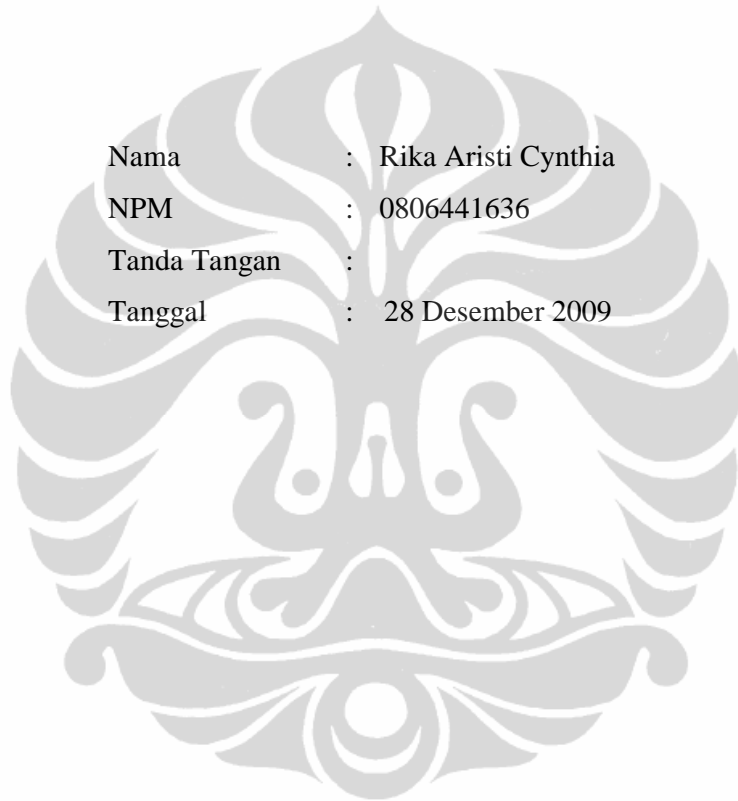 Nama : Rika Aristi Cynthia
NPM : 0806441636
Tanda Tangan :
Tanggal : 28 Desember 2009